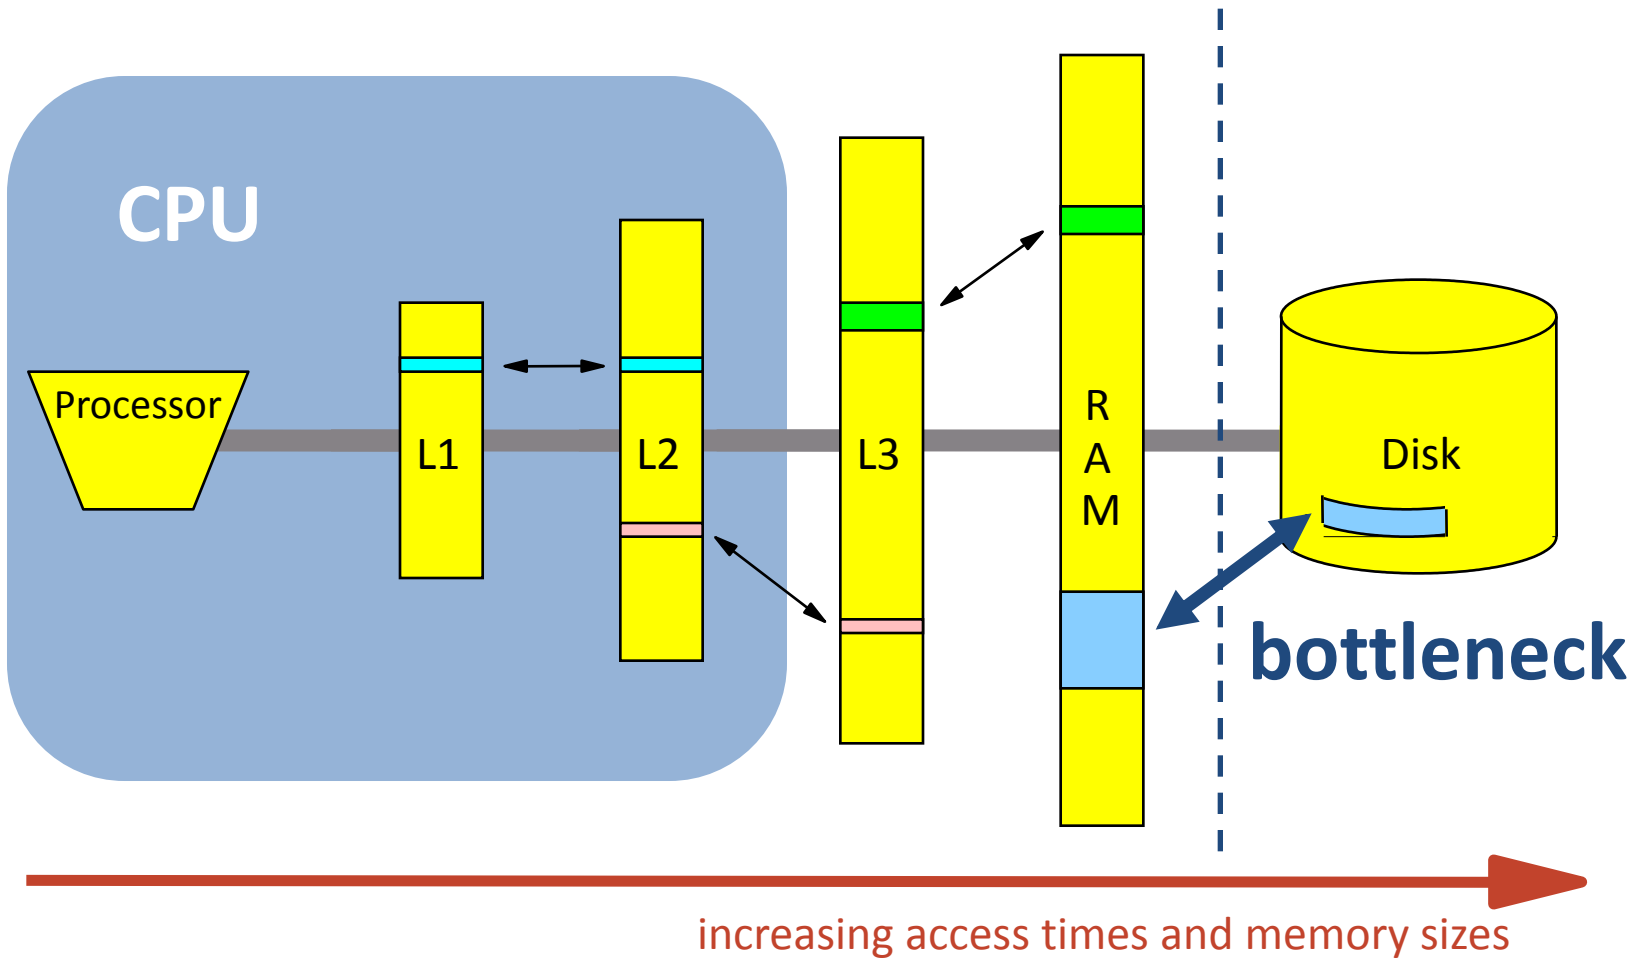 CPU
Processor
L1
L2
L3
R
A
M
Disk
bottleneck
increasing access times and memory sizes